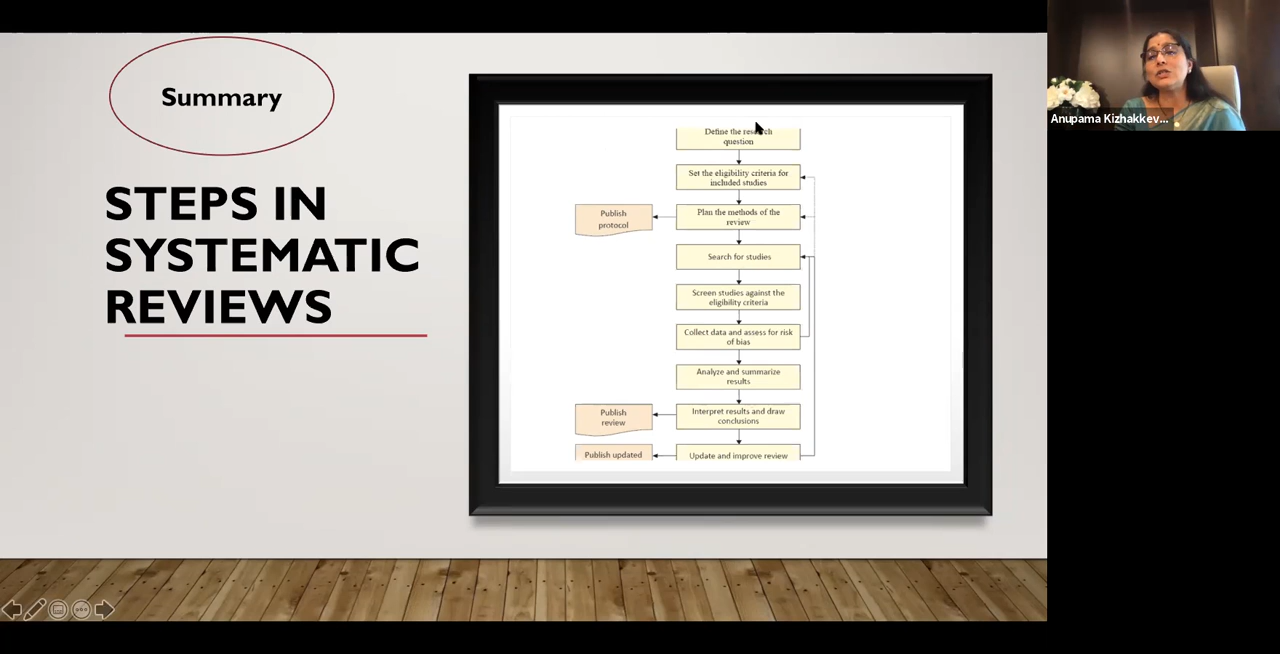 Summary
STEPS IN
SYSTEMATIC
REVIEWS
Define the research
question
Set the eligibility criteria for
included studies
Plan the methods of the
review
Publish
protocol
Search for studies
Screen studies against the
eligibility criteria
Collect data and assess for risk
of bias
Analyze and summarize
results
Interpret results and draw
conclusions
Publish
review
Update and improve review
Publish updated
Anupama Kizhakkev...